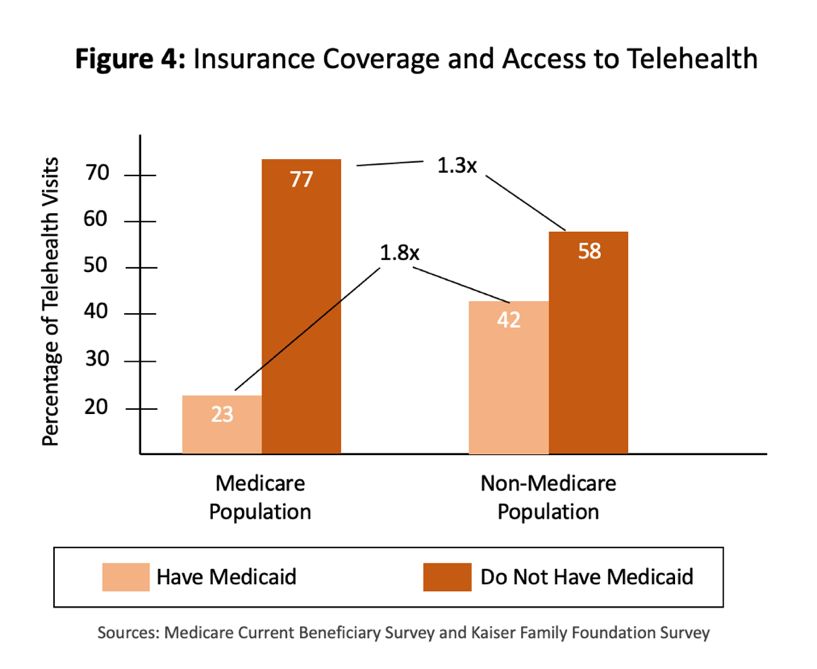 Figure 4: Insurance Coverage and Access to Telehealth
Percentage of Telehealth Visits
70
60
50
40
30
20
77
1.3x
58
1.8x
42
23
Medicare
Population
Non-Medicare
Population
Have Medicaid
Do Not Have Medicaid
Sources: Medicare Current Beneficiary Survey and Kaiser Family Foundation Survey